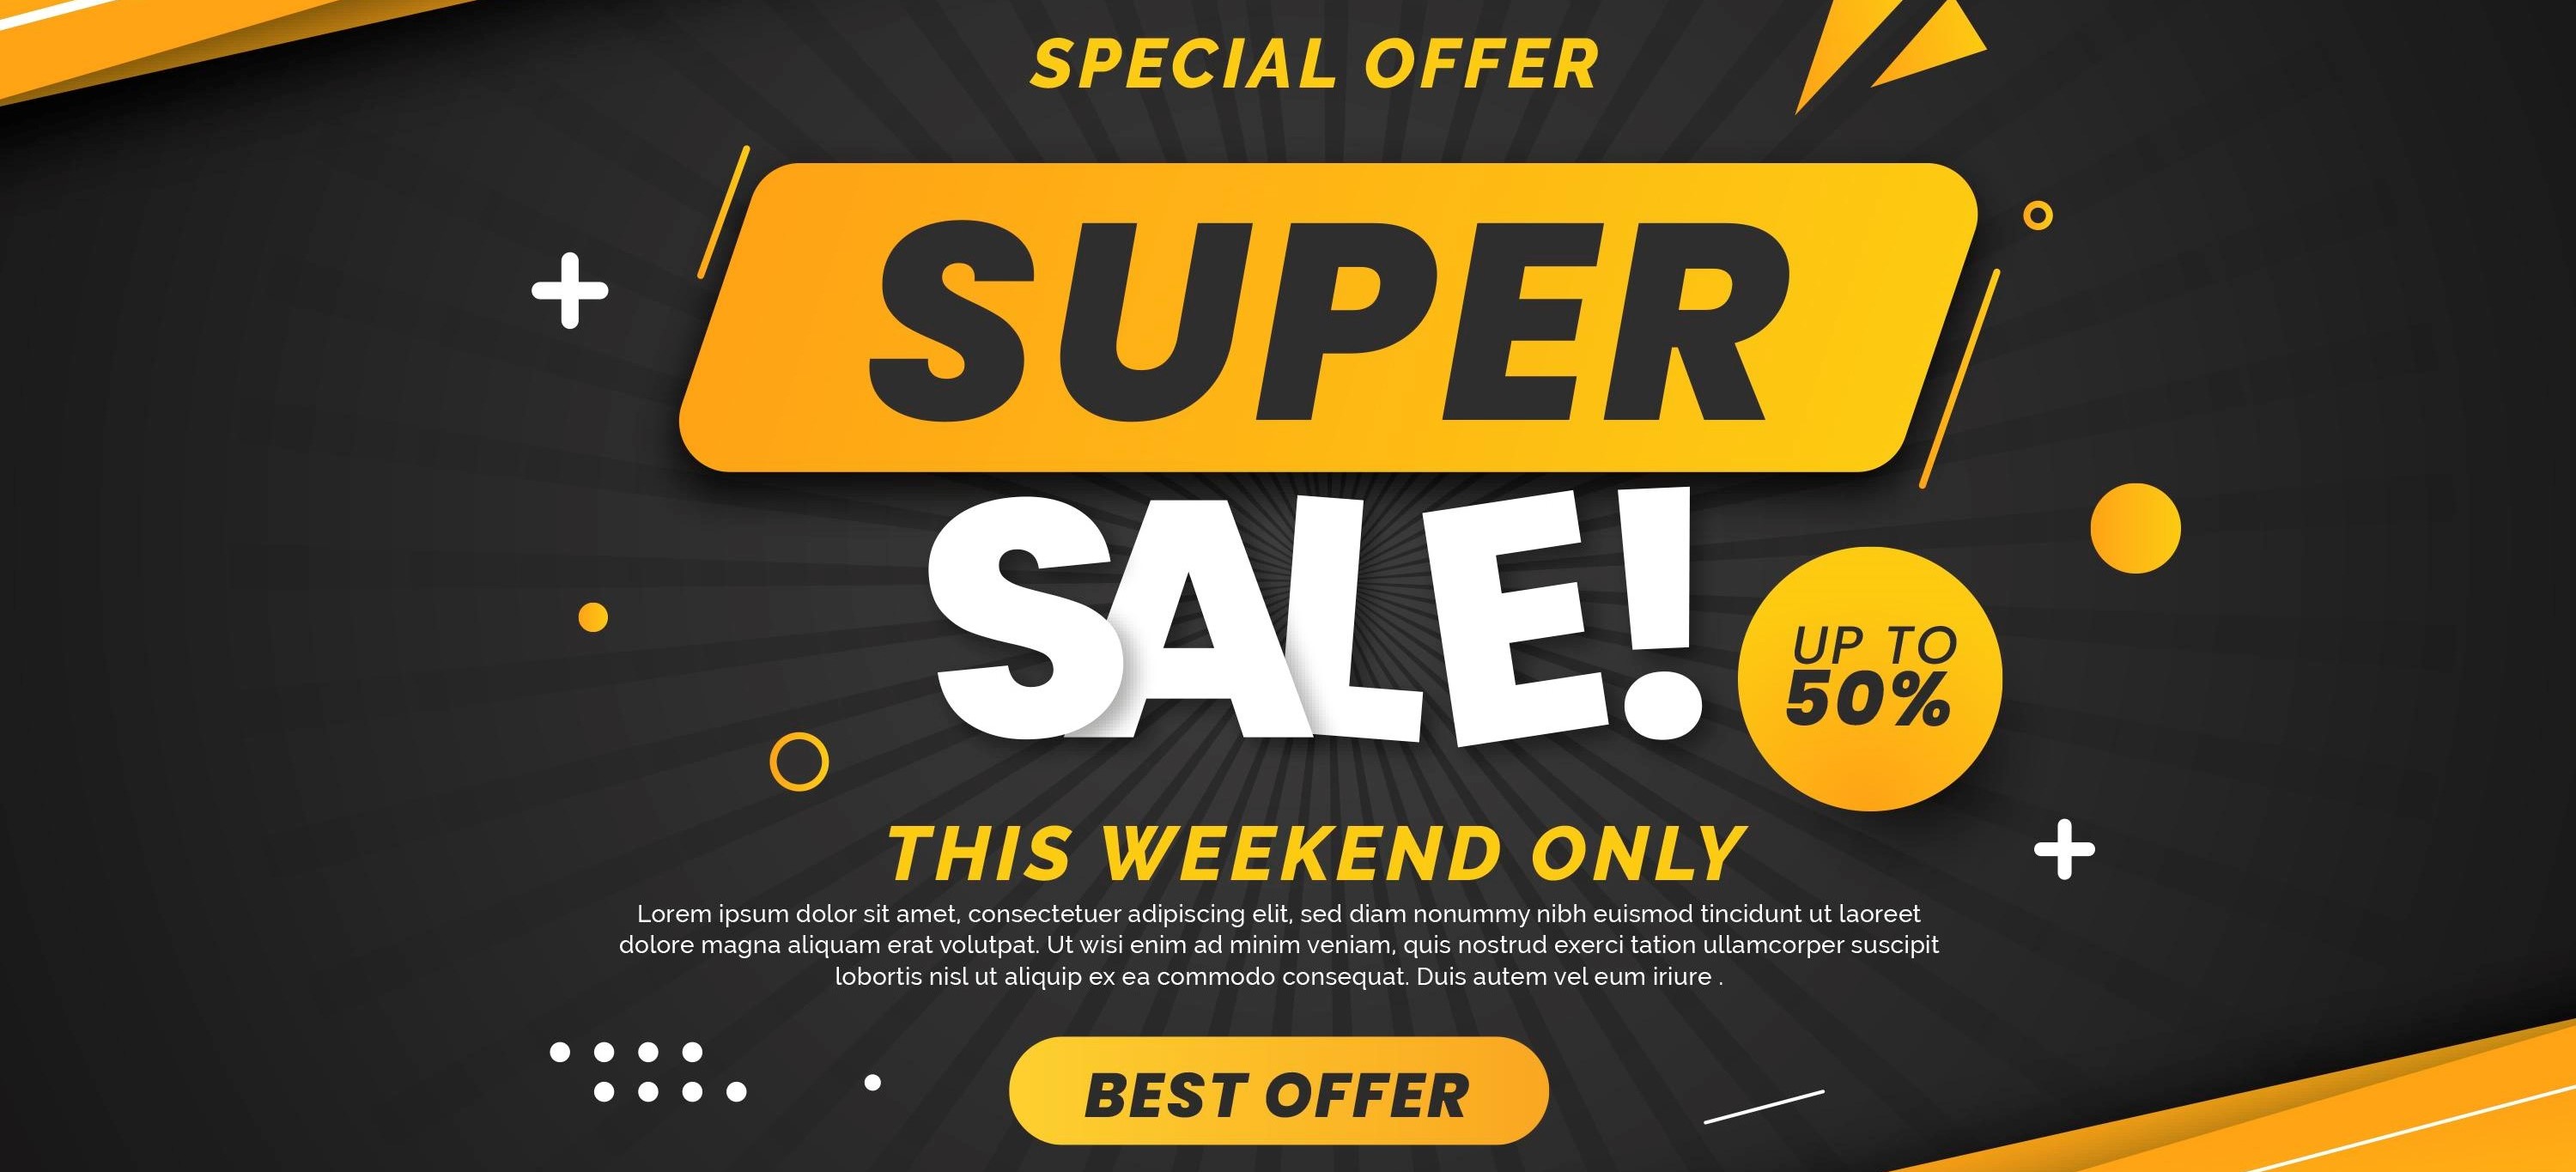 SPECIAL OFFER
SUPER
SALE!
UP TO
50%
THIS WEEKEND ONLY
Lorem ipsum dolor sit amet, consectetuer adipiscing elit, sed diam nonummy nibh euismod tincidunt ut laoreet
dolore magna aliquam erat volutpat. Ut wisi enim ad minim veniam, quis nostrud exerci tation ullamcorper suscipit
lobortis nisl ut aliquip ex ea commodo consequat. Duis autem vel eum iriure .
BEST OFFER